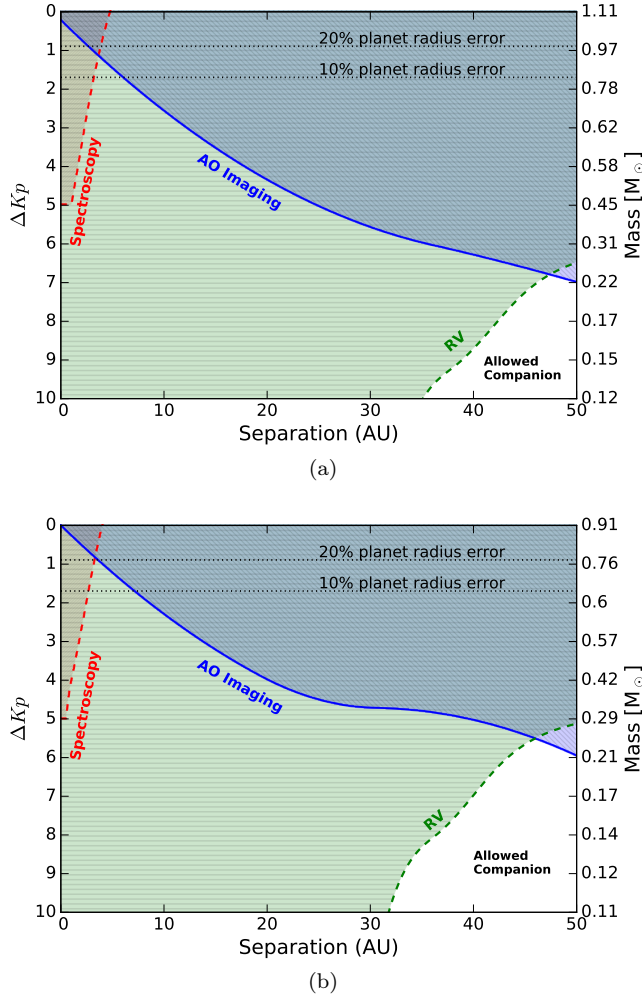 0
1
2
3
4
5
6
7
8
9
10
ΔKp
20% planet radius error
10% planet radius error
AO Imaging
Spectroscopy
RV
Allowed
Companion
1.11
0.97
0.78
0.62
0.58
0.45
0.31
0.22
0.17
0.15
0.12
Mass [M☉]
0 10 20 30 40 50
Separation (AU)
(a)
0
1
2
3
4
5
6
7
8
9
10
ΔKp
20% planet radius error
10% planet radius error
AO Imaging
Spectroscopy
RV
Allowed
Companion
0.91
0.76
0.6
0.57
0.42
0.29
0.21
0.17
0.14
0.12
0.11
Mass [M☉]
0 10 20 30 40 50
Separation (AU)
(b)